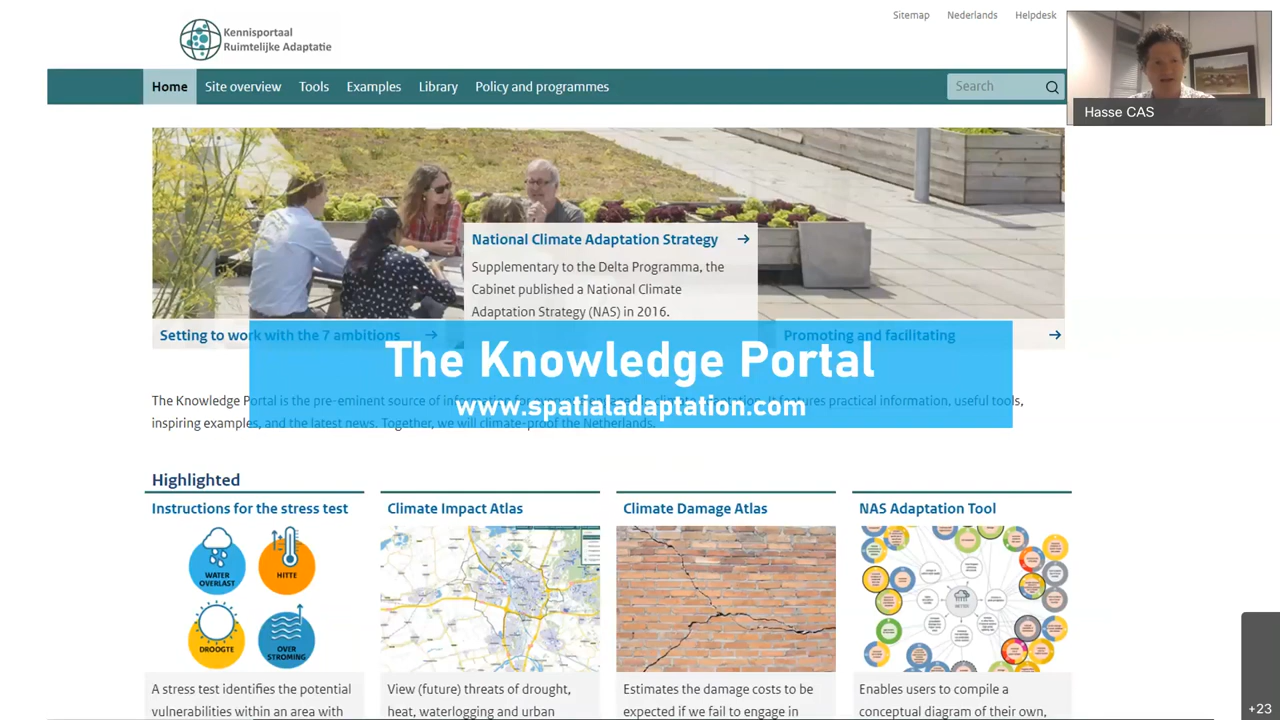 Sitemap Nederlands Helpdesk
Kennisportaal
Ruimtelijke Adaptatie
Home Site overview Tools Examples Library Policy and programmes Search
Hasse CAS
National Climate Adaptation Strategy →
Supplementary to the Delta Programma, the
Cabinet published a National Climate
Adaptation Strategy (NAS) in 2016.
Setting to work with the 7 ambitions →
Promoting and facilitating →
The Knowledge Portal
www.spatialadaptation.com
The Knowledge Portal is the pre-eminent source of information for everyone engaged in climate adaptation. It features practical information, useful tools,
inspiring examples, and the latest news. Together, we will climate-proof the Netherlands.
Highlighted
Instructions for the stress test
WATER
OVERLAST
HITTE
DROOGTE
OVER
STROMING
A stress test identifies the potential
vulnerabilities within an area with
Climate Impact Atlas
View (future) threats of drought,
heat, waterlogging and urban
Climate Damage Atlas
Estimates the damage costs to be
expected if we fail to engage in
NAS Adaptation Tool
Enables users to compile a
conceptual diagram of their own,
+23